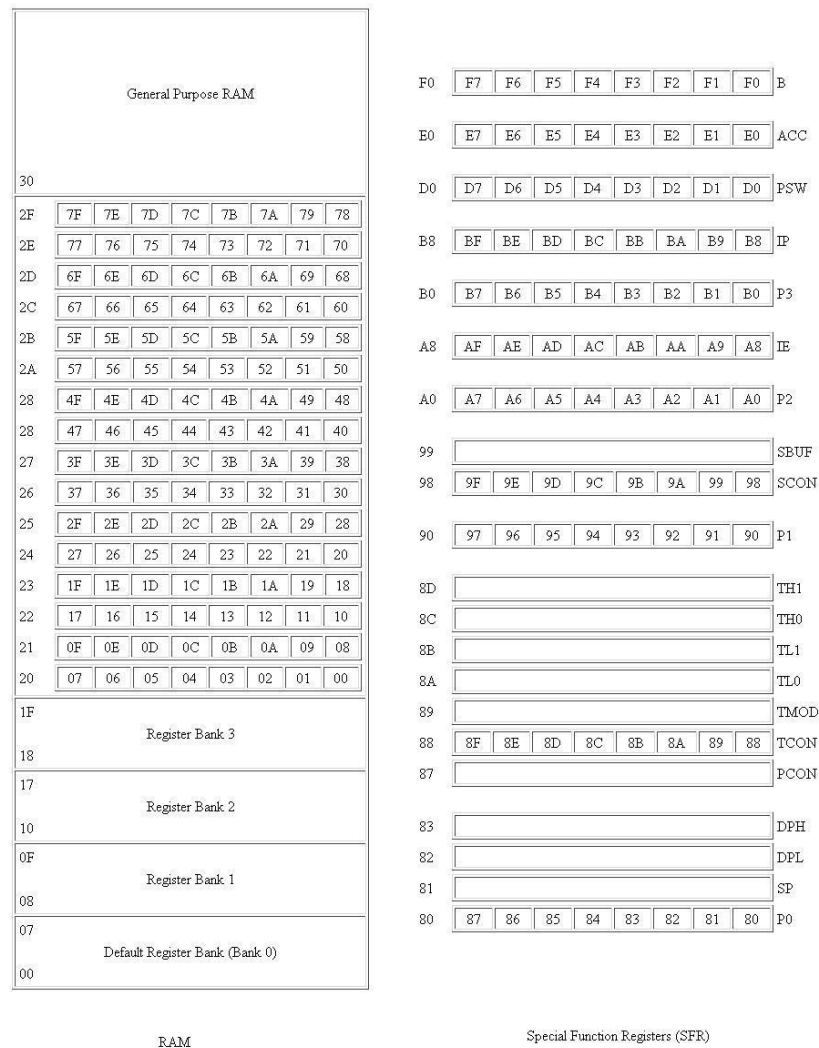 General Purpose RAM
30
2F 7F 7E 7D 7C 7B 7A 79 78
2E 77 76 75 74 73 72 71 70
2D 6F 6E 6D 6C 6B 6A 69 68
2C 67 66 65 64 63 62 61 60
2B 5F 5E 5D 5C 5B 5A 59 58
2A 57 56 55 54 53 52 51 50
28 4F 4E 4D 4C 4B 4A 49 48
28 47 46 45 44 43 42 41 40
27 3F 3E 3D 3C 3B 3A 39 38
26 37 36 35 34 33 32 31 30
25 2F 2E 2D 2C 2B 2A 29 28
24 27 26 25 24 23 22 21 20
23 1F 1E 1D 1C 1B 1A 19 18
22 17 16 15 14 13 12 11 10
21 0F 0E 0D 0C 0B 0A 09 08
20 07 06 05 04 03 02 01 00
1F
Register Bank 3
18
17
Register Bank 2
10
0F
Register Bank 1
08
07
Default Register Bank (Bank 0)
00
RAM
F0 F7 F6 F5 F4 F3 F2 F1 F0 B
E0 E7 E6 E5 E4 E3 E2 E1 E0 ACC
D0 D7 D6 D5 D4 D3 D2 D1 D0 PSW
B8 BF BE BD BC BB BA B9 B8 IP
B0 B7 B6 B5 B4 B3 B2 B1 B0 P3
A8 AF AE AD AC AB AA A9 A8 IE
A0 A7 A6 A5 A4 A3 A2 A1 A0 P2
99 SBUF
98 9F 9E 9D 9C 9B 9A 99 98 SCON
90 97 96 95 94 93 92 91 90 P1
8D TH1
8C TH0
8B TL1
8A TL0
89 TMOD
88 8F 8E 8D 8C 8B 8A 89 88 TCON
87 PCON
83 DPH
82 DPL
81 SP
80 87 86 85 84 83 82 81 80 P0
Special Function Registers (SFR)